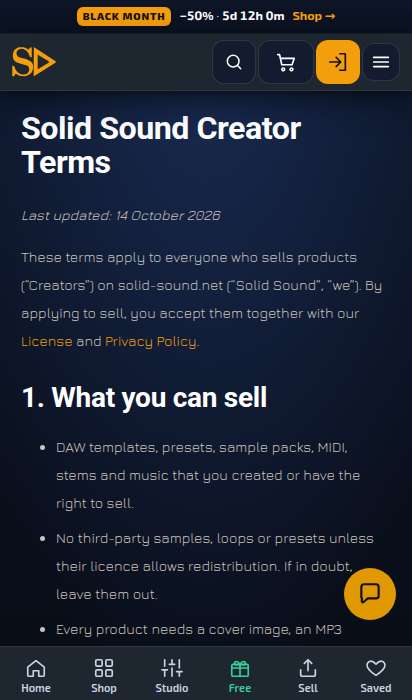 BLACK MONTH −50% · 5d 12h 0m Shop →
S
Solid Sound Creator
Terms
Last updated: 14 October 2026
These terms apply to everyone who sells products
("Creators") on solid-sound.net ("Solid Sound", "we"). By
applying to sell, you accept them together with our
License and Privacy Policy.
1. What you can sell
• DAW templates, presets, sample packs, MIDI,
stems and music that you created or have the
right to sell.
• No third-party samples, loops or presets unless
their licence allows redistribution. If in doubt,
leave them out.
• Every product needs a cover image, an MP3
Home Shop Studio Free Sell Saved